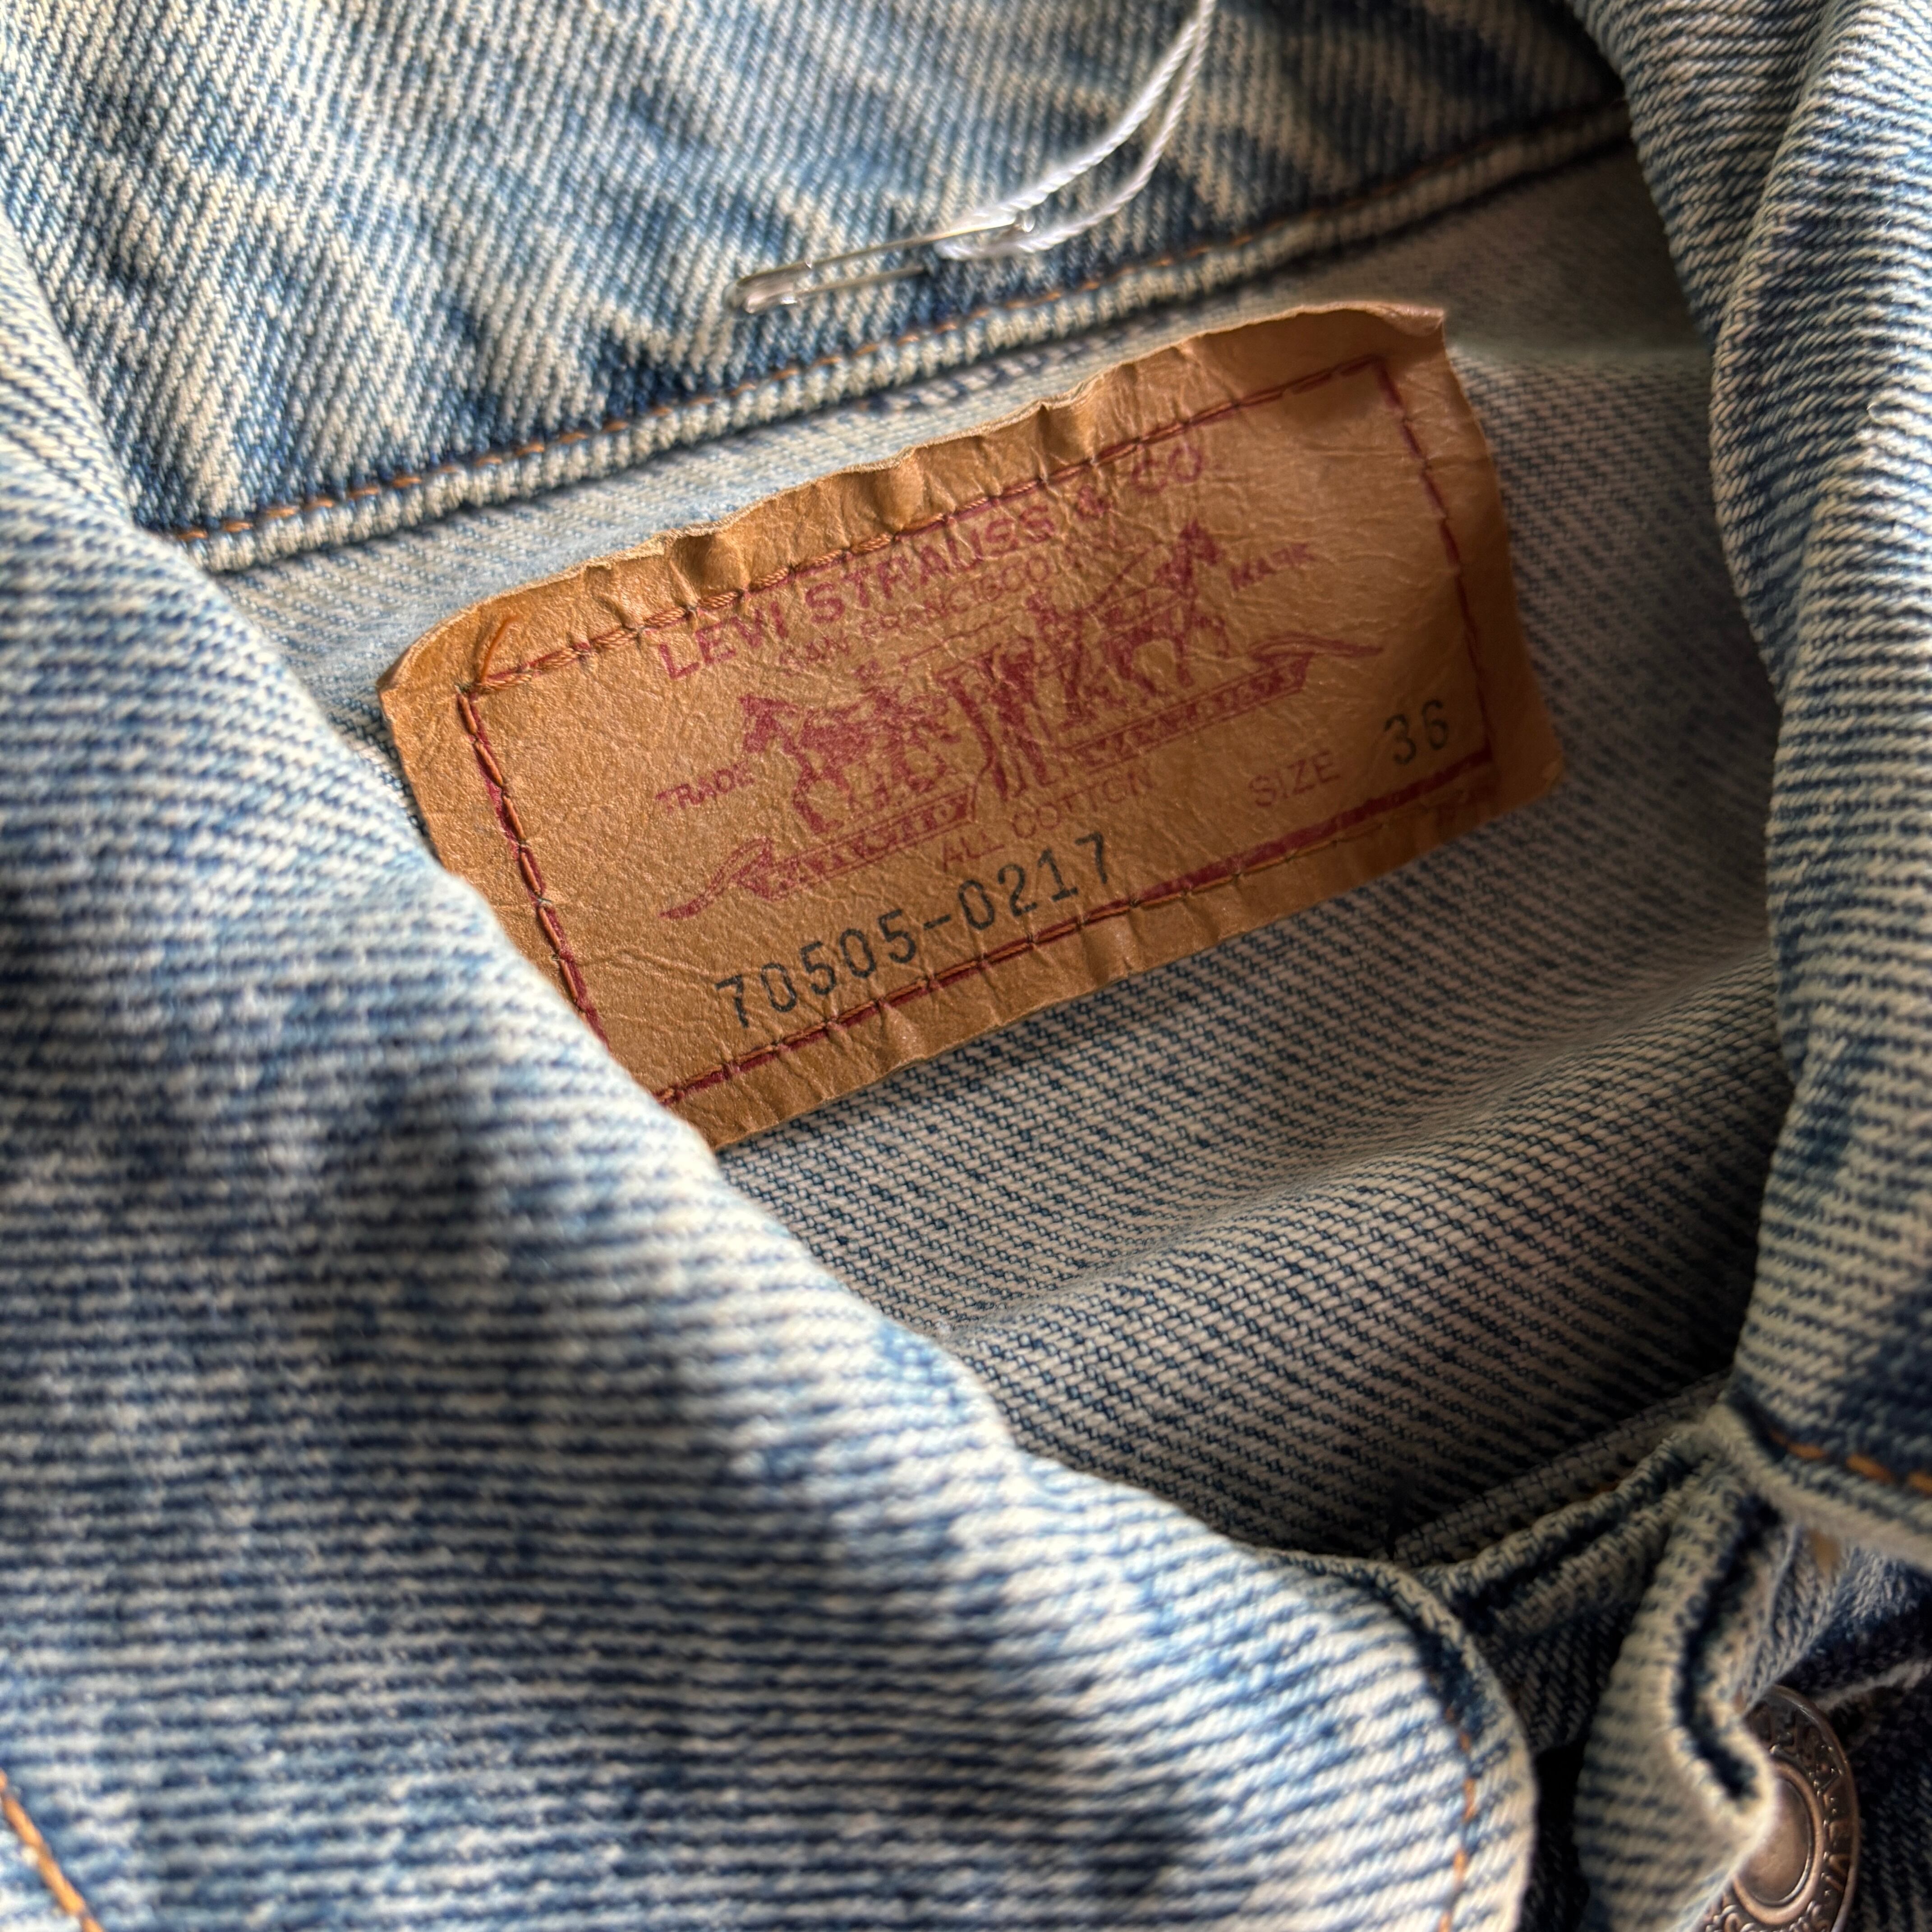 LEVI STRAUSS & CO
SAN FRANCISCO
TRADE MARK
ALL COTTON
SIZE 36
70505-0217